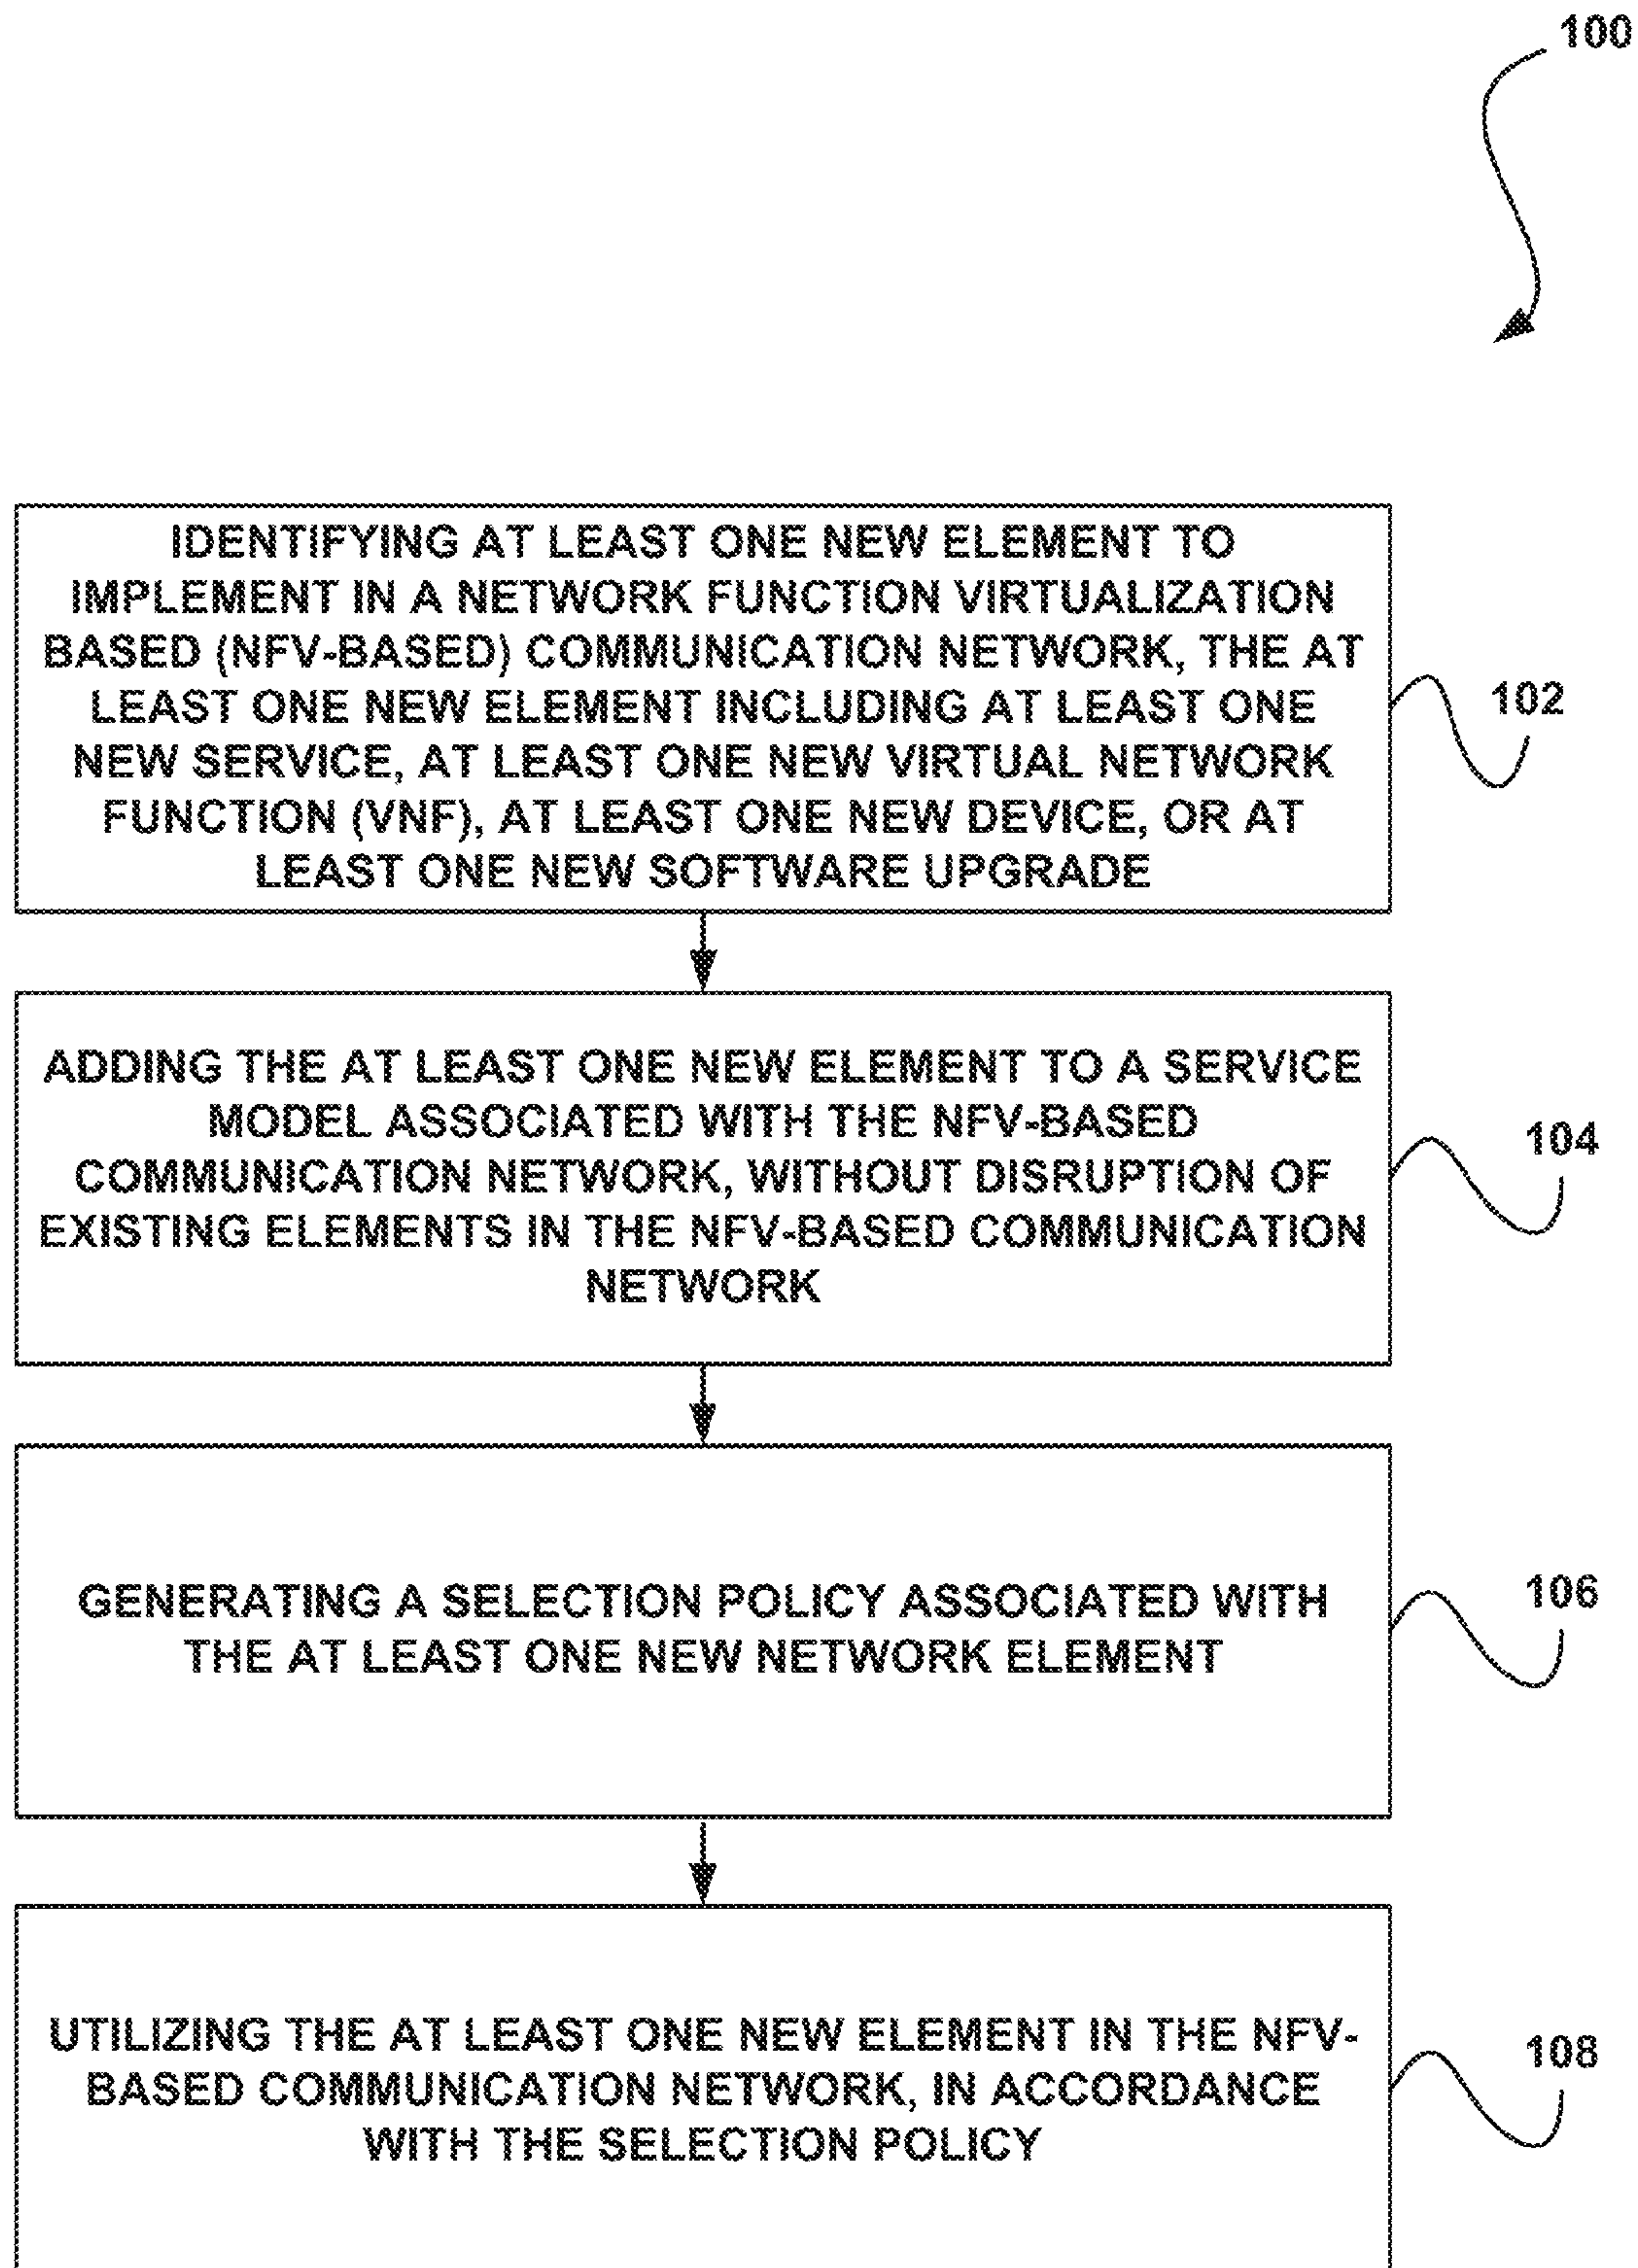 100
IDENTIFYING AT LEAST ONE NEW ELEMENT TO
IMPLEMENT IN A NETWORK FUNCTION VIRTUALIZATION
BASED (NFV-BASED) COMMUNICATION NETWORK, THE AT
LEAST ONE NEW ELEMENT INCLUDING AT LEAST ONE
NEW SERVICE, AT LEAST ONE NEW VIRTUAL NETWORK
FUNCTION (VNF), AT LEAST ONE NEW DEVICE, OR AT
LEAST ONE NEW SOFTWARE UPGRADE
102
ADDING THE AT LEAST ONE NEW ELEMENT TO A SERVICE
MODEL ASSOCIATED WITH THE NFV-BASED
COMMUNICATION NETWORK, WITHOUT DISRUPTION OF
EXISTING ELEMENTS IN THE NFV-BASED COMMUNICATION
NETWORK
104
GENERATING A SELECTION POLICY ASSOCIATED WITH
THE AT LEAST ONE NEW NETWORK ELEMENT
106
UTILIZING THE AT LEAST ONE NEW ELEMENT IN THE NFV-
BASED COMMUNICATION NETWORK, IN ACCORDANCE
WITH THE SELECTION POLICY
108